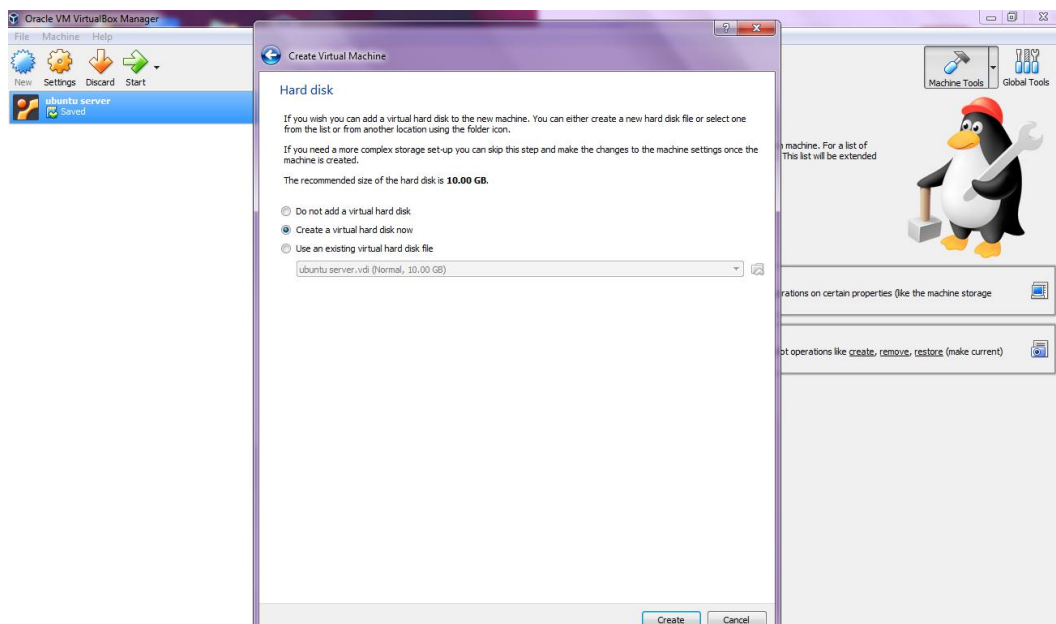 Oracle VM VirtualBox Manager
File Machine Help
New Settings Discard Start
ubuntu server
Saved
Create Virtual Machine
Hard disk
If you wish you can add a virtual hard disk to the new machine. You can either create a new hard disk file or select one
from the list or from another location using the folder icon.
If you need a more complex storage set-up you can skip this step and make the changes to the machine settings once the
machine is created.
The recommended size of the hard disk is 10.00 GB.
Do not add a virtual hard disk
Create a virtual hard disk now
Use an existing virtual hard disk file
ubuntu server.vdi (Normal, 10.00 GB)
Create Cancel
Machine Tools Global Tools
machine. For a list of
This list will be extended
rations on certain properties (like the machine storage
ot operations like create, remove, restore (make current)